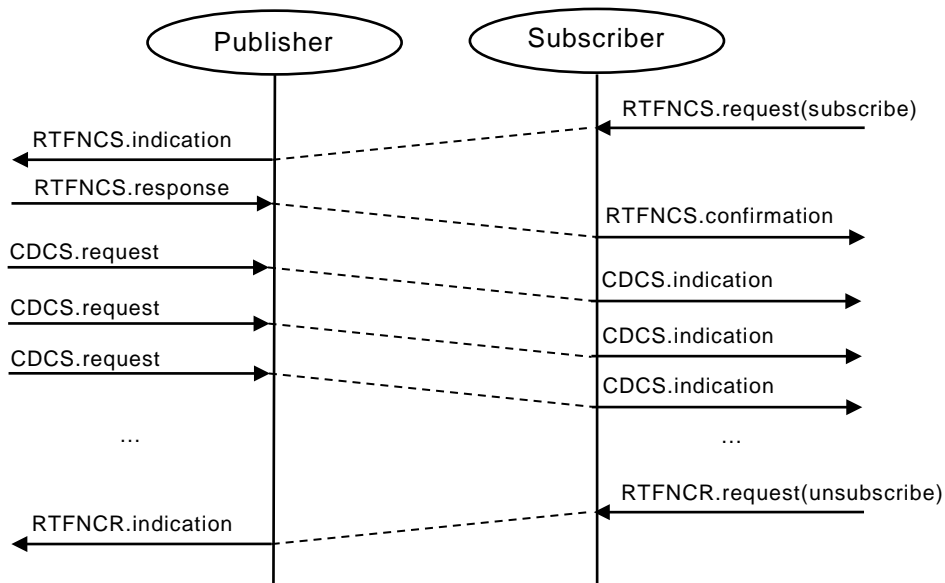 Publisher
Subscriber
RTFNCS.request(subscribe)
RTFNCS.indication
RTFNCS.response
RTFNCS.confirmation
CDCS.request
CDCS.indication
CDCS.request
CDCS.indication
CDCS.request
CDCS.indication
...
...
RTFNCR.request(unsubscribe)
RTFNCR.indication